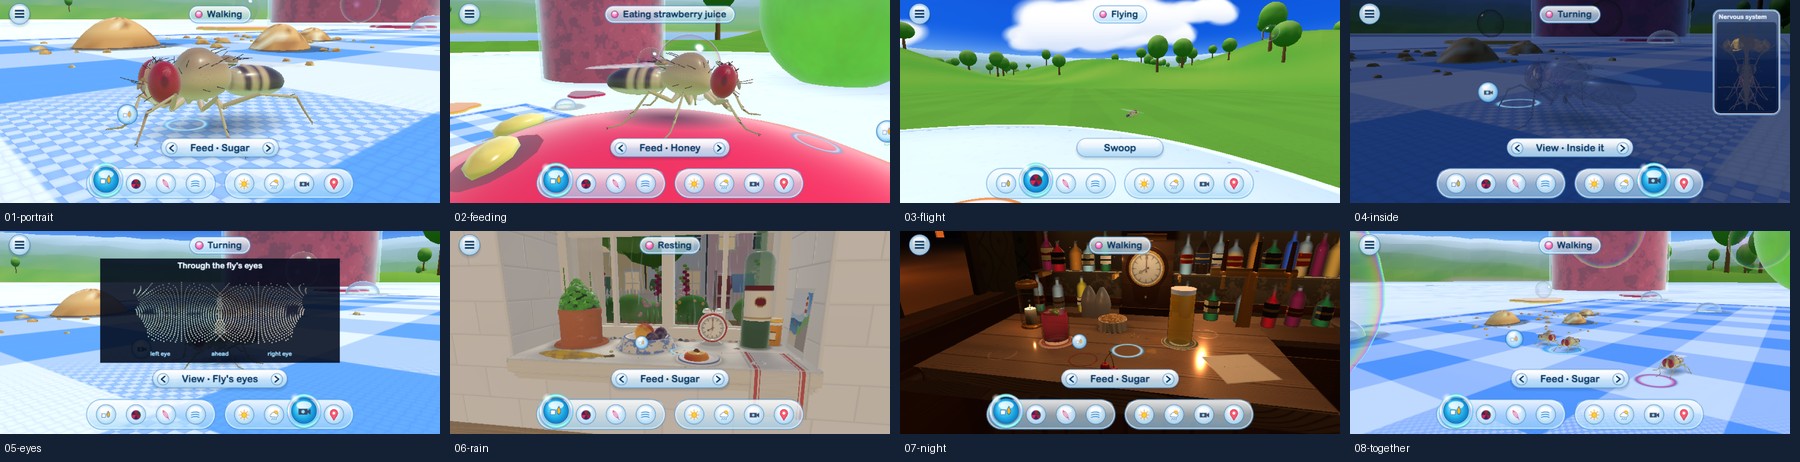 Walking
Feed · Sugar
01-portrait
Eating strawberry juice
Feed · Honey
02-feeding
Flying
Swoop
03-flight
Turning
Nervous system
View · Inside it
04-inside
Turning
Through the fly's eyes
left eye
ahead
right eye
View · Fly's eyes
05-eyes
Resting
Feed · Sugar
06-rain
Walking
Feed · Sugar
07-night
Walking
Feed · Sugar
08-together